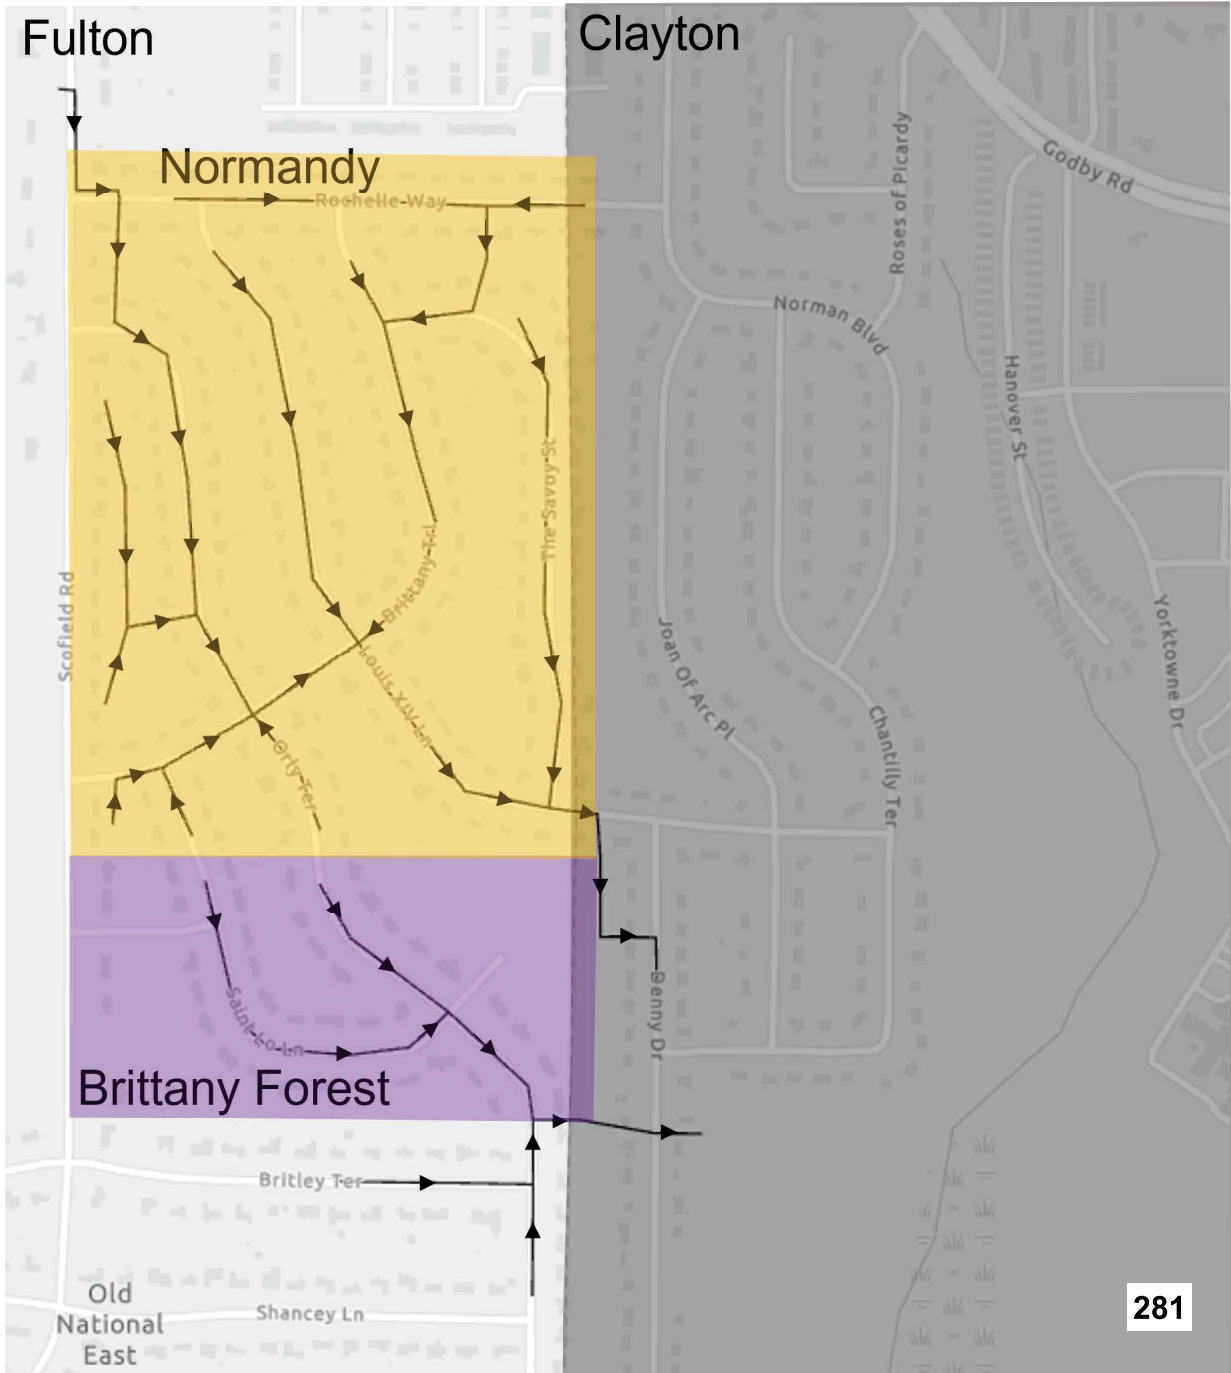 Fulton
Clayton
Normandy
Rochelle Way
Roses of Picardy
Godby Rd
Norman Blvd
Hanover St
The Savoy St
Brittany Trl
Scofield Rd
Louis XIV Ln
Joan Of Arc Pl
Yorktowne Dr
Chantilly Ter
Orly Ter
Saint Lo Ln
Denny Dr
Brittany Forest
Britley Ter
Old
National
East
Shancey Ln
281